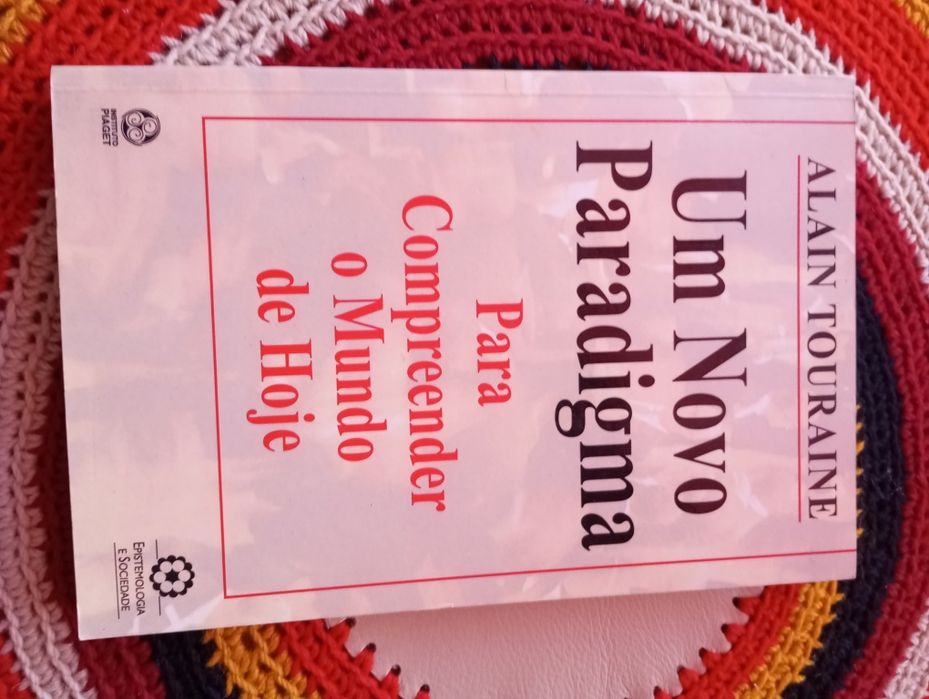 ALAIN TOURAINE
Um Novo
Paradigma
Para
Compreender
o Mundo
de Hoje
INSTITUTO
PIAGET
EPISTEMOLOGIA
E SOCIEDADE